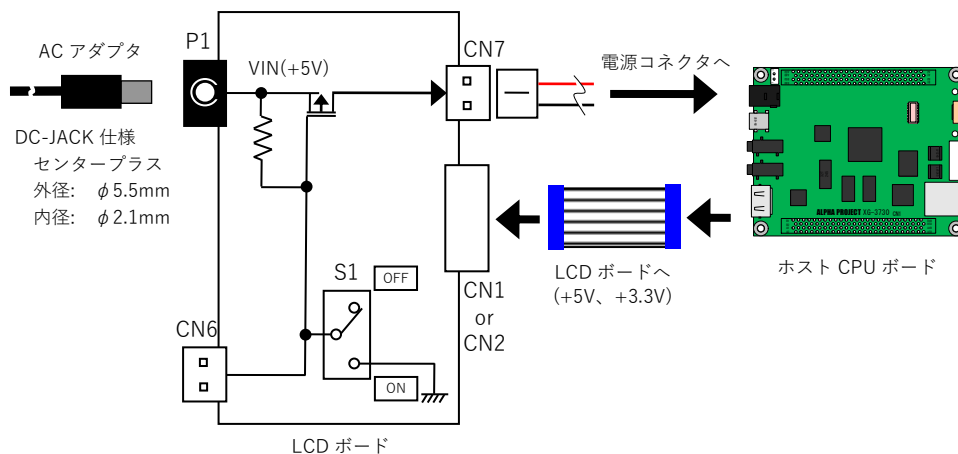 AC アダプタ
DC-JACK 仕様
センタープラス
外径: φ5.5mm
内径: φ2.1mm
P1
VIN(+5V)
CN7
電源コネクタへ
S1
OFF
ON
CN6
CN1
or
CN2
LCD ボードへ
(+5V、+3.3V)
ALPHA PROJECT XG-3730
ホスト CPU ボード
LCD ボード